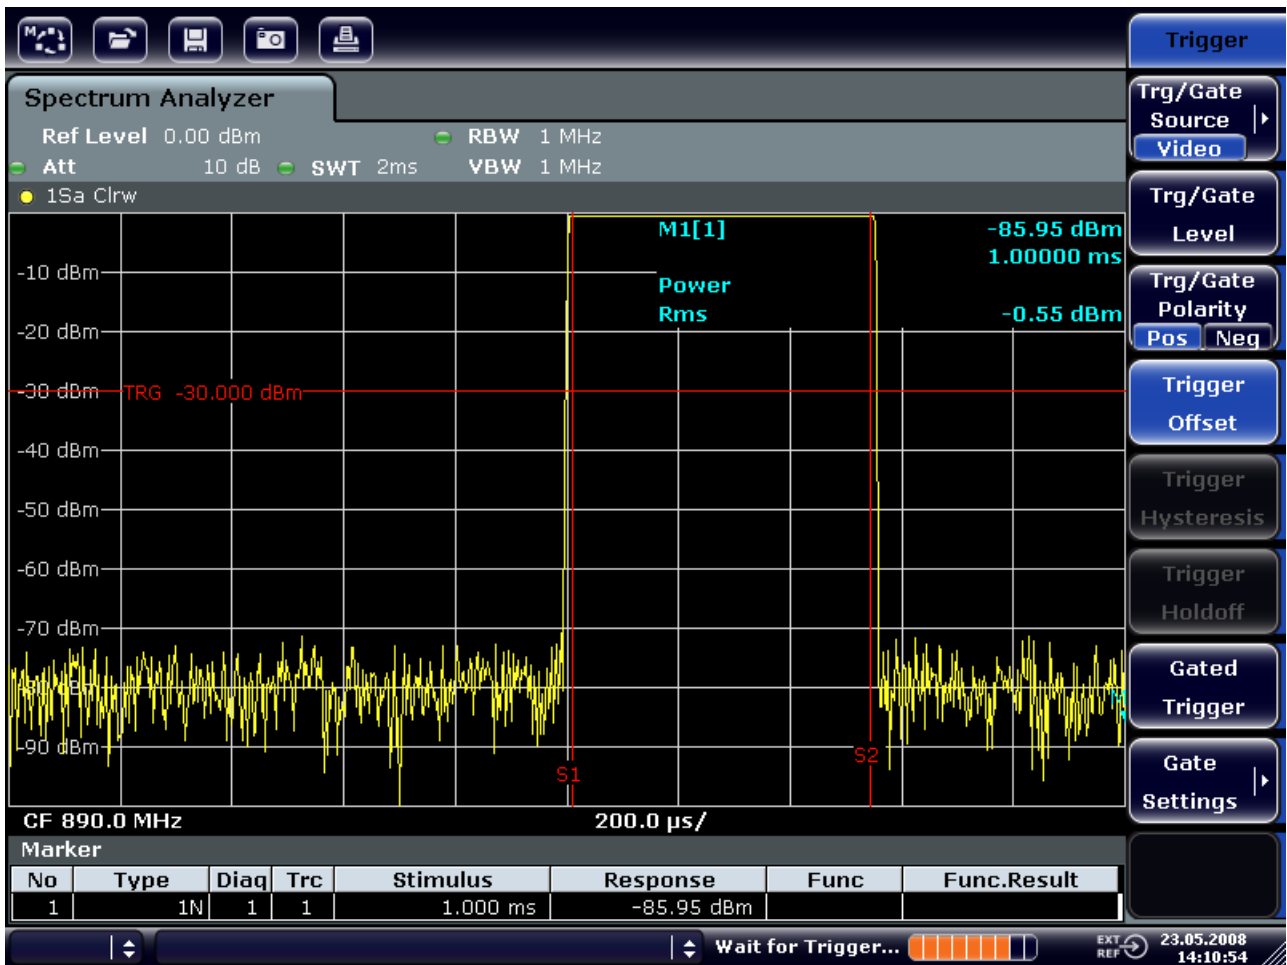 Trigger
Spectrum Analyzer
Ref Level 0.00 dBm
RBW 1 MHz
Att 10 dB SWT 2ms VBW 1 MHz
1Sa Clrw
M1[1] -85.95 dBm
1.00000 ms
Power
Rms -0.55 dBm
-10 dBm
-20 dBm
-30 dBm
TRG -30.000 dBm
-40 dBm
-50 dBm
-60 dBm
-70 dBm
-80 dBm
-90 dBm
S1
S2
CF 890.0 MHz 200.0 µs/
Marker
No Type Diag Trc Stimulus Response Func Func.Result
1 1N 1 1 1.000 ms -85.95 dBm
Trg/Gate
Source
Video
Trg/Gate
Level
Trg/Gate
Polarity
Pos Neg
Trigger
Offset
Trigger
Hysteresis
Trigger
Holdoff
Gated
Trigger
Gate
Settings
Wait for Trigger...
EXT
REF
23.05.2008
14:10:54